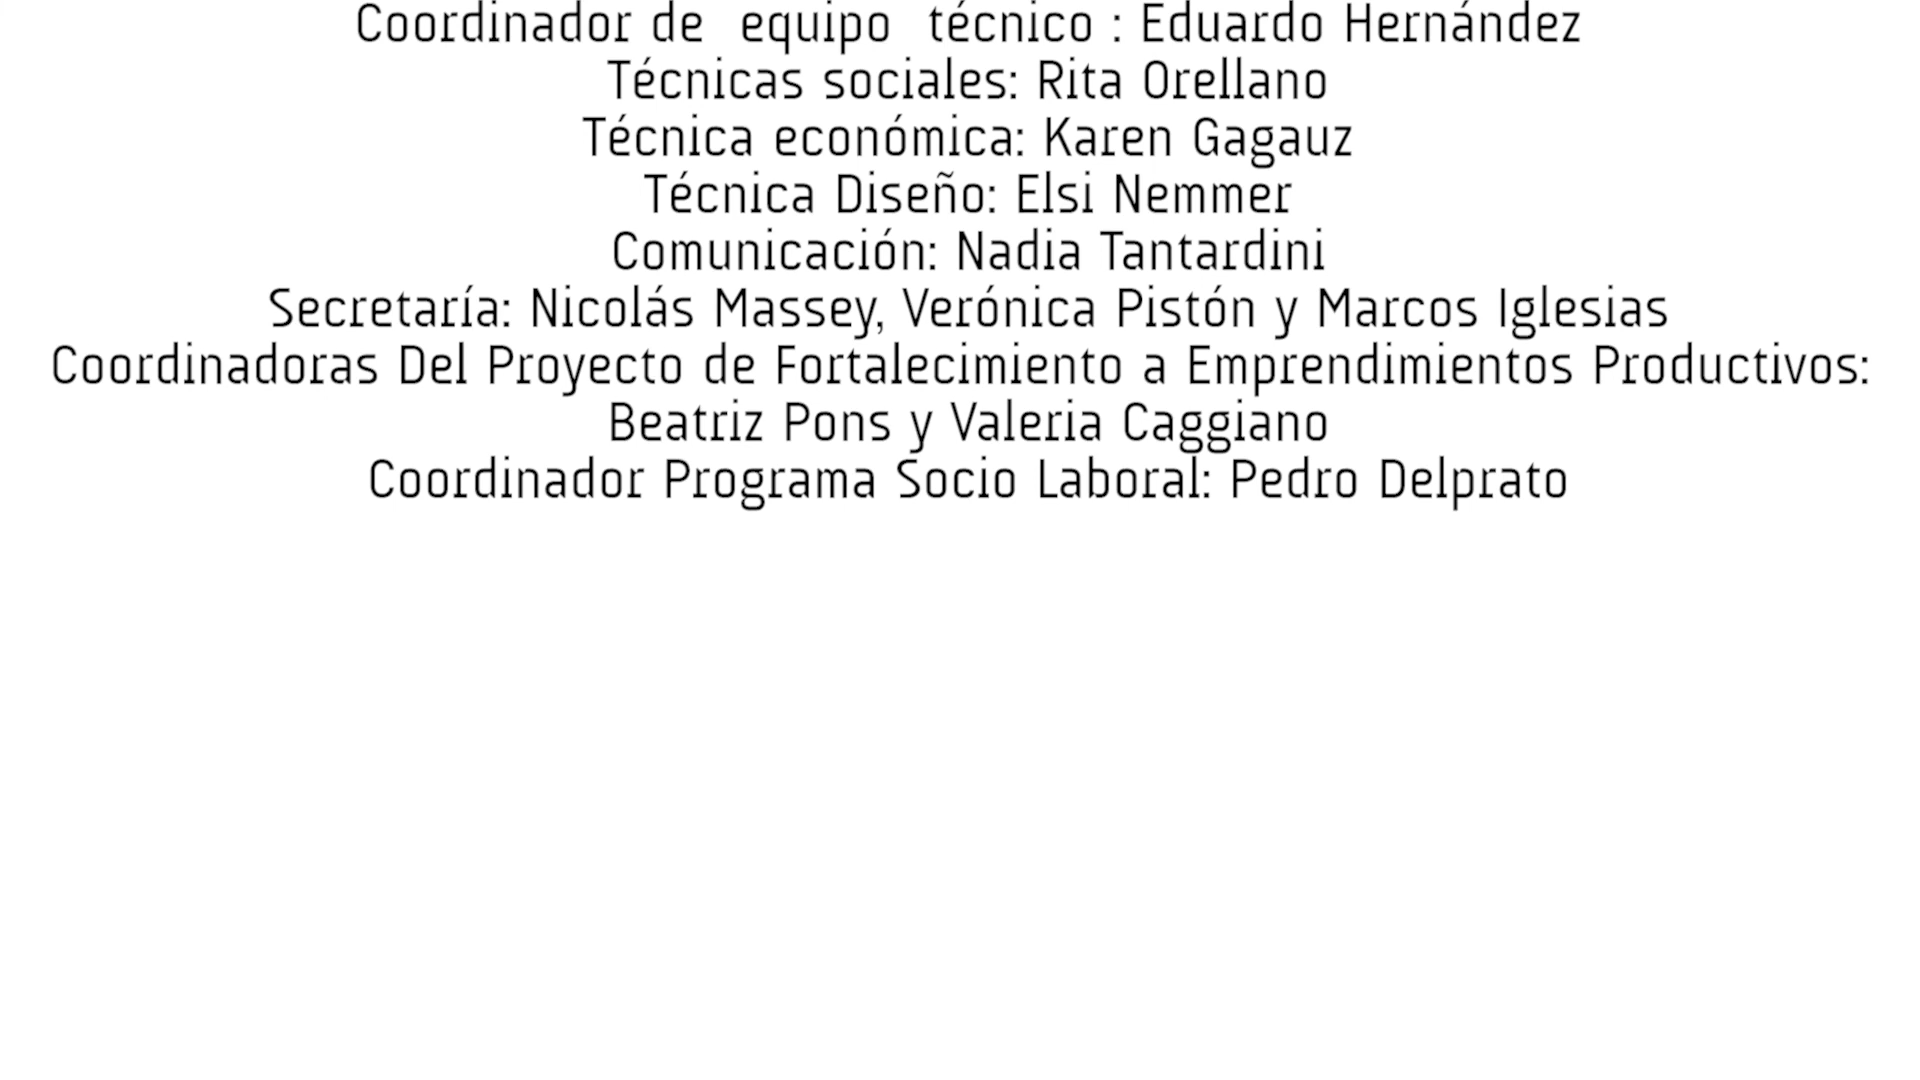 Coordinador de  equipo  técnico : Eduardo Hernández
Técnicas sociales: Rita Orellano
Técnica económica: Karen Gagauz
Técnica Diseño: Elsi Nemmer
Comunicación: Nadia Tantardini
Secretaría: Nicolás Massey, Verónica Pistón y Marcos Iglesias
Coordinadoras Del Proyecto de Fortalecimiento a Emprendimientos Productivos:
Beatriz Pons y Valeria Caggiano
Coordinador Programa Socio Laboral: Pedro Delprato